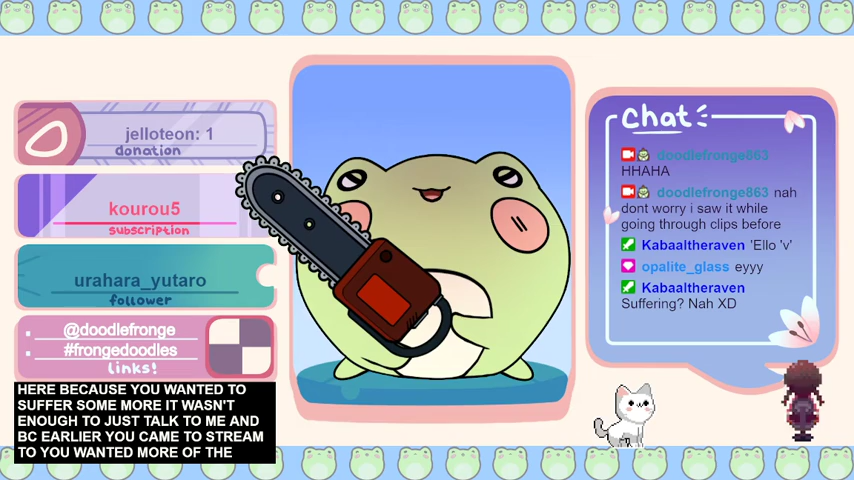 jelloteon: 1
donation
kourou5
subscription
urahara_yutaro
follower
@doodlefronge
#frongedoodles
links!
HERE BECAUSE YOU WANTED TO
SUFFER SOME MORE IT WASN'T
ENOUGH TO JUST TALK TO ME AND
BC EARLIER YOU CAME TO STREAM
TO YOU WANTED MORE OF THE
Chat
doodlefronge863
HHAHA
doodlefronge863 nah
dont worry i saw it while
going through clips before
Kabaaltheraven 'Ello 'v'
opalite_glass eyyy
Kabaaltheraven
Suffering? Nah XD